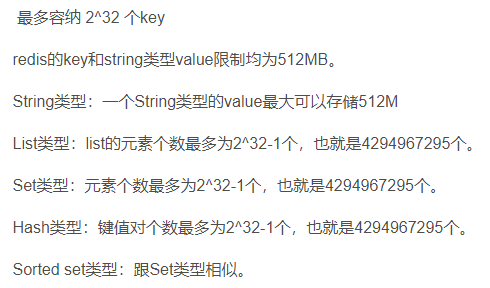 最多容纳 2^32 个key
redis的key和string类型value限制均为512MB。
String类型：一个String类型的value最大可以存储512M
List类型：list的元素个数最多为2^32-1个，也就是4294967295个。
Set类型：元素个数最多为2^32-1个，也就是4294967295个。
Hash类型：键值对个数最多为2^32-1个，也就是4294967295个。
Sorted set类型：跟Set类型相似。